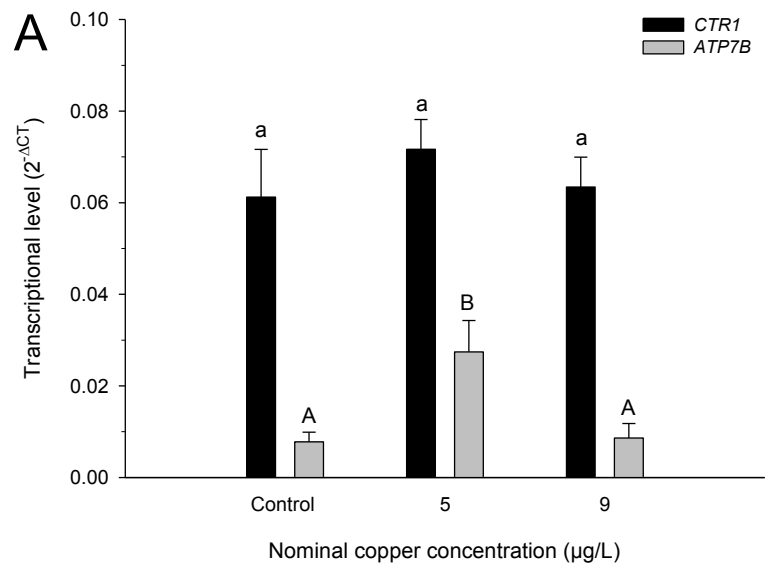 A
CTR1
ATP7B
0.10
0.08
0.06
0.04
0.02
0.00
Transcriptional level (2^-ΔCT)
a
a
a
A
B
A
Control 5 9
Nominal copper concentration (µg/L)